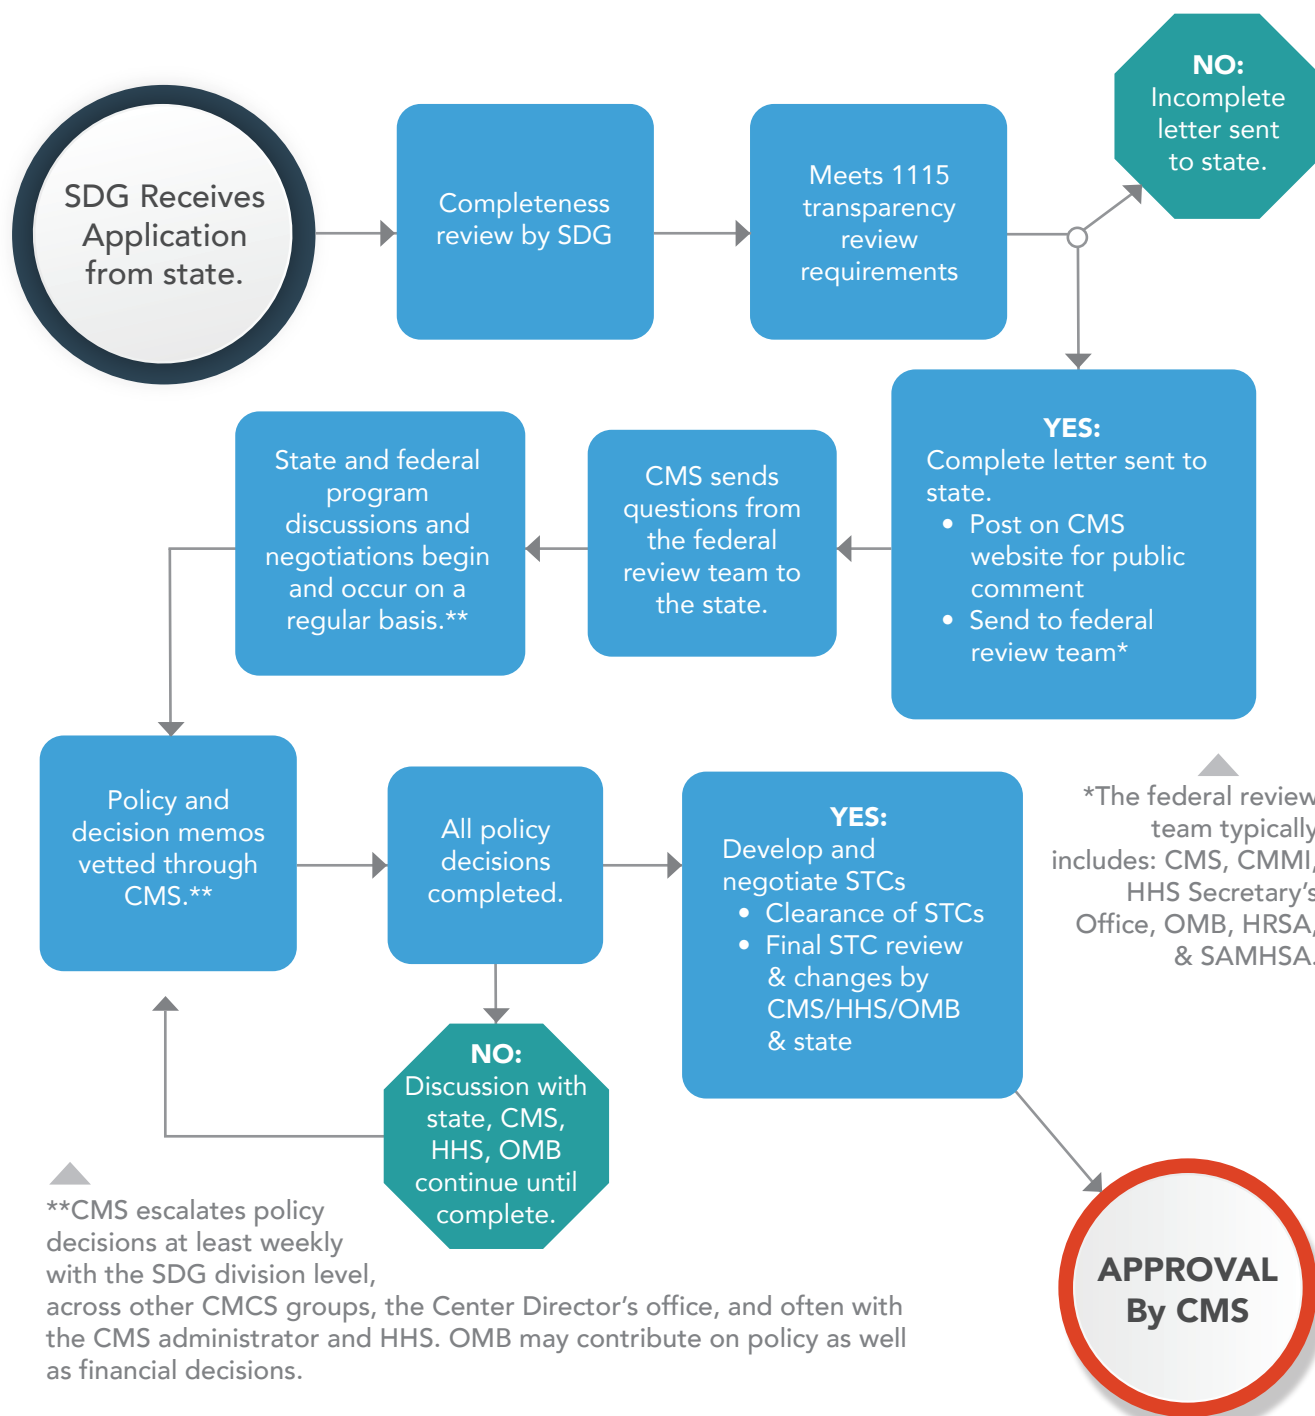 SDG Receives
Application
from state.
Completeness
review by SDG
Meets 1115
transparency
review
requirements
NO:
Incomplete
letter sent
to state.
YES:
Complete letter sent to
state.
• Post on CMS
website for public
comment
• Send to federal
review team*
CMS sends
questions from
the federal
review team to
the state.
State and federal
program
discussions and
negotiations begin
and occur on a
regular basis.**
Policy and
decision memos
vetted through
CMS.**
All policy
decisions
completed.
YES:
Develop and
negotiate STCs
• Clearance of STCs
• Final STC review
& changes by
CMS/HHS/OMB
& state
*The federal review
team typically
includes: CMS, CMMI,
HHS Secretary's
Office, OMB, HRSA,
& SAMHSA.
NO:
Discussion with
state, CMS,
HHS, OMB
continue until
complete.
**CMS escalates policy
decisions at least weekly
with the SDG division level,
across other CMCS groups, the Center Director's office, and often with
the CMS administrator and HHS. OMB may contribute on policy as well
as financial decisions.
APPROVAL
By CMS